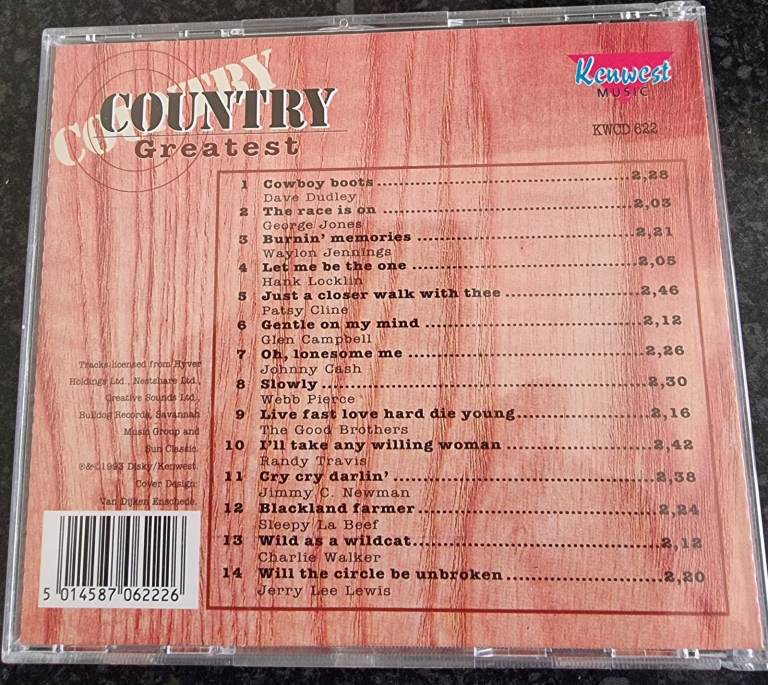 COUNTRY
COUNTRY
Greatest
Kenwest
MUSIC
KWCD 622
1 Cowboy boots 2,28
Dave Dudley
2 The race is on 2,03
George Jones
3 Burnin' memories 2,21
Waylon Jennings
4 Let me be the one 2,05
Hank Locklin
5 Just a closer walk with thee 2,46
Patsy Cline
6 Gentle on my mind 2,12
Glen Campbell
7 Oh, lonesome me 2,26
Johnny Cash
8 Slowly 2,30
Webb Pierce
9 Live fast love hard die young 2,16
The Good Brothers
10 I'll take any willing woman 2,42
Randy Travis
11 Cry cry darlin' 2,38
Jimmy C. Newman
12 Blackland farmer 2,24
Sleepy La Beef
13 Wild as a wildcat 2,12
Charlie Walker
14 Will the circle be unbroken 2,20
Jerry Lee Lewis
Tracks licensed from Hyver
Holdings Ltd., Nestshare Ltd.,
Creative Sounds Ltd.,
Bulldog Records, Savannah
Music Group and
Sun Classic.
℗&©1993 Disky/Kenwest.
Cover Design:
Van Dijken Enschede.
5 014587 062226